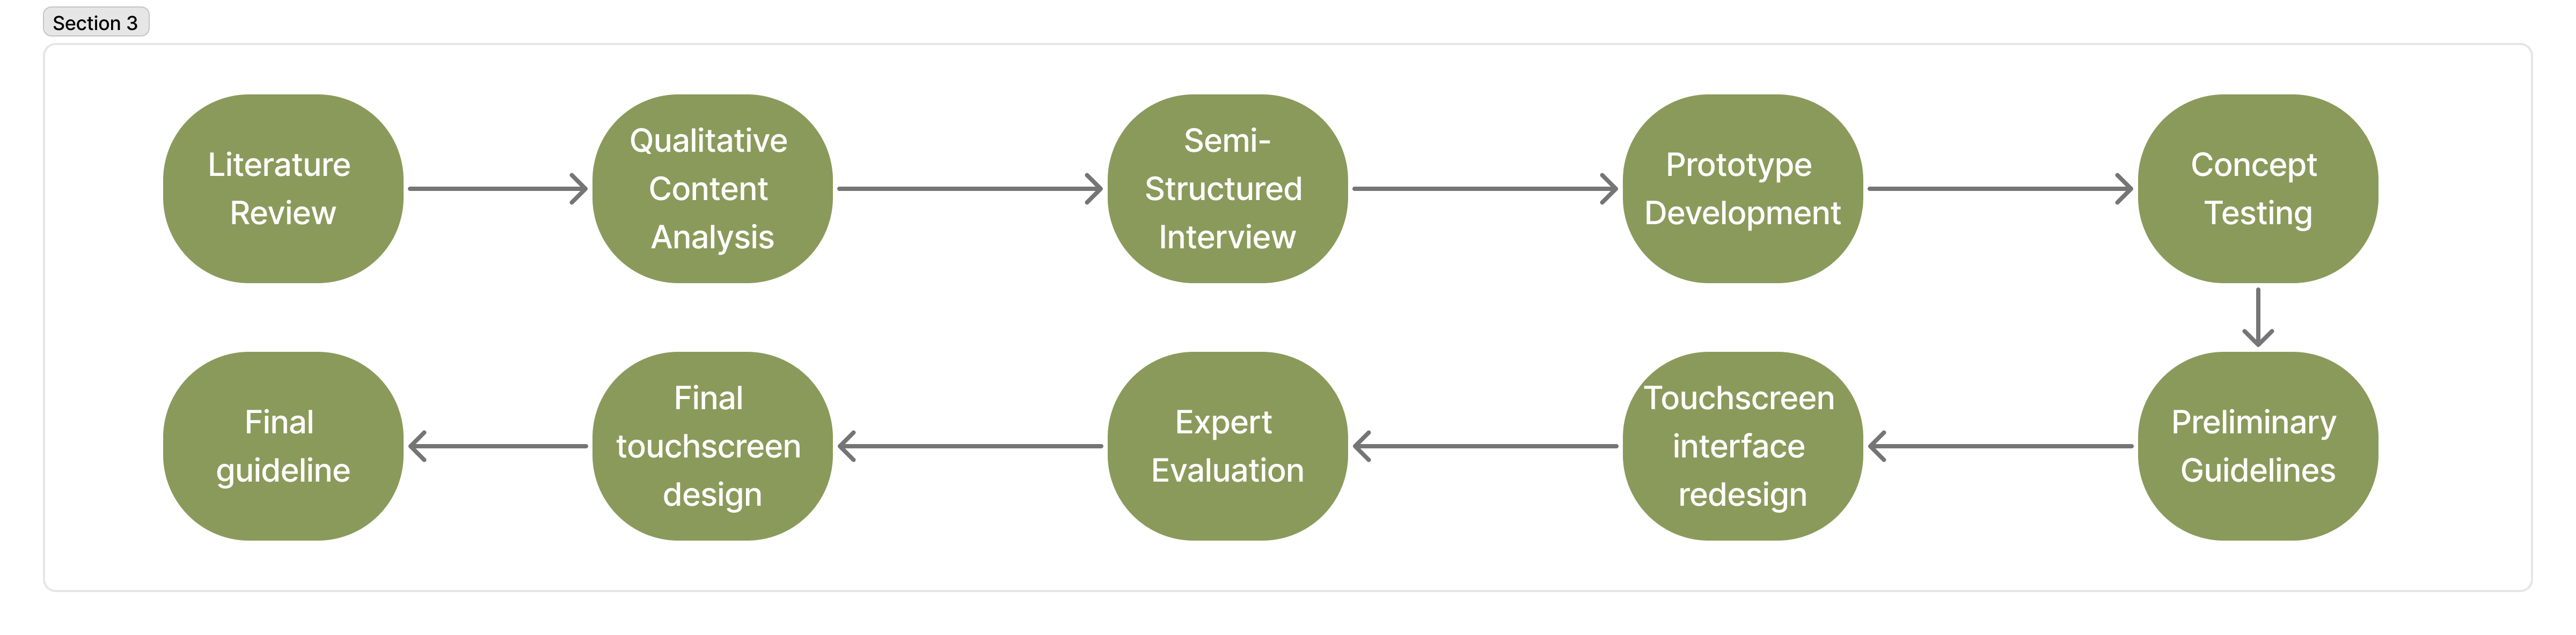 Section 3
Literature
Review
Qualitative
Content
Analysis
Semi-
Structured
Interview
Prototype
Development
Concept
Testing
Final
guideline
Final
touchscreen
design
Expert
Evaluation
Touchscreen
interface
redesign
Preliminary
Guidelines